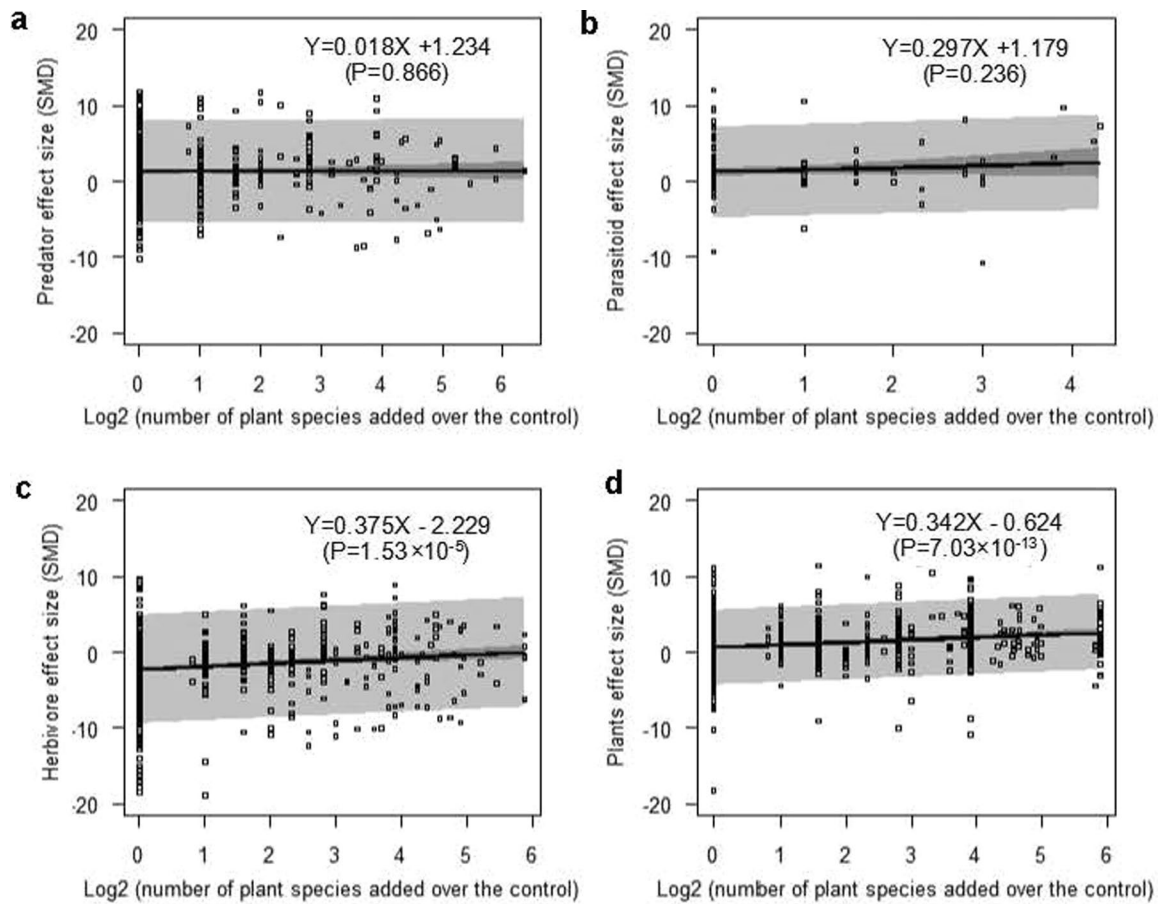 a
Y=0.018X +1.234
(P=0.866)
Predator effect size (SMD)
20
10
0
-10
-20
0 1 2 3 4 5 6
Log2 (number of plant species added over the control)
b
Y=0.297X +1.179
(P=0.236)
Parasitoid effect size (SMD)
20
10
0
-10
-20
0 1 2 3 4
Log2 (number of plant species added over the control)
c
Y=0.375X - 2.229
(P=1.53×10⁻⁵)
Herbivore effect size (SMD)
20
10
0
-10
-20
0 1 2 3 4 5 6
Log2 (number of plant species added over the control)
d
Y=0.342X - 0.624
(P=7.03×10⁻¹³)
Plants effect size (SMD)
20
10
0
-10
-20
0 1 2 3 4 5 6
Log2 (number of plant species added over the control)